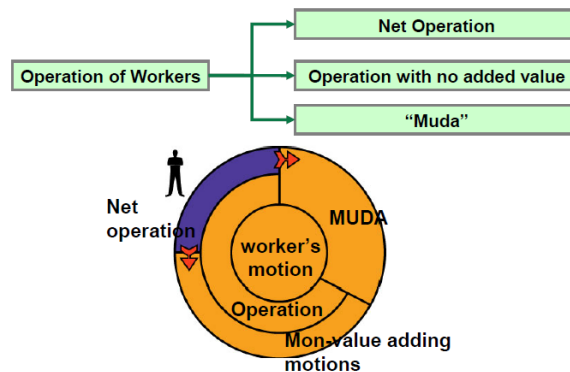 Net Operation
Operation of Workers
Operation with no added value
“Muda”
Net
operation
MUDA
worker's
motion
Operation
Mon-value adding
motions